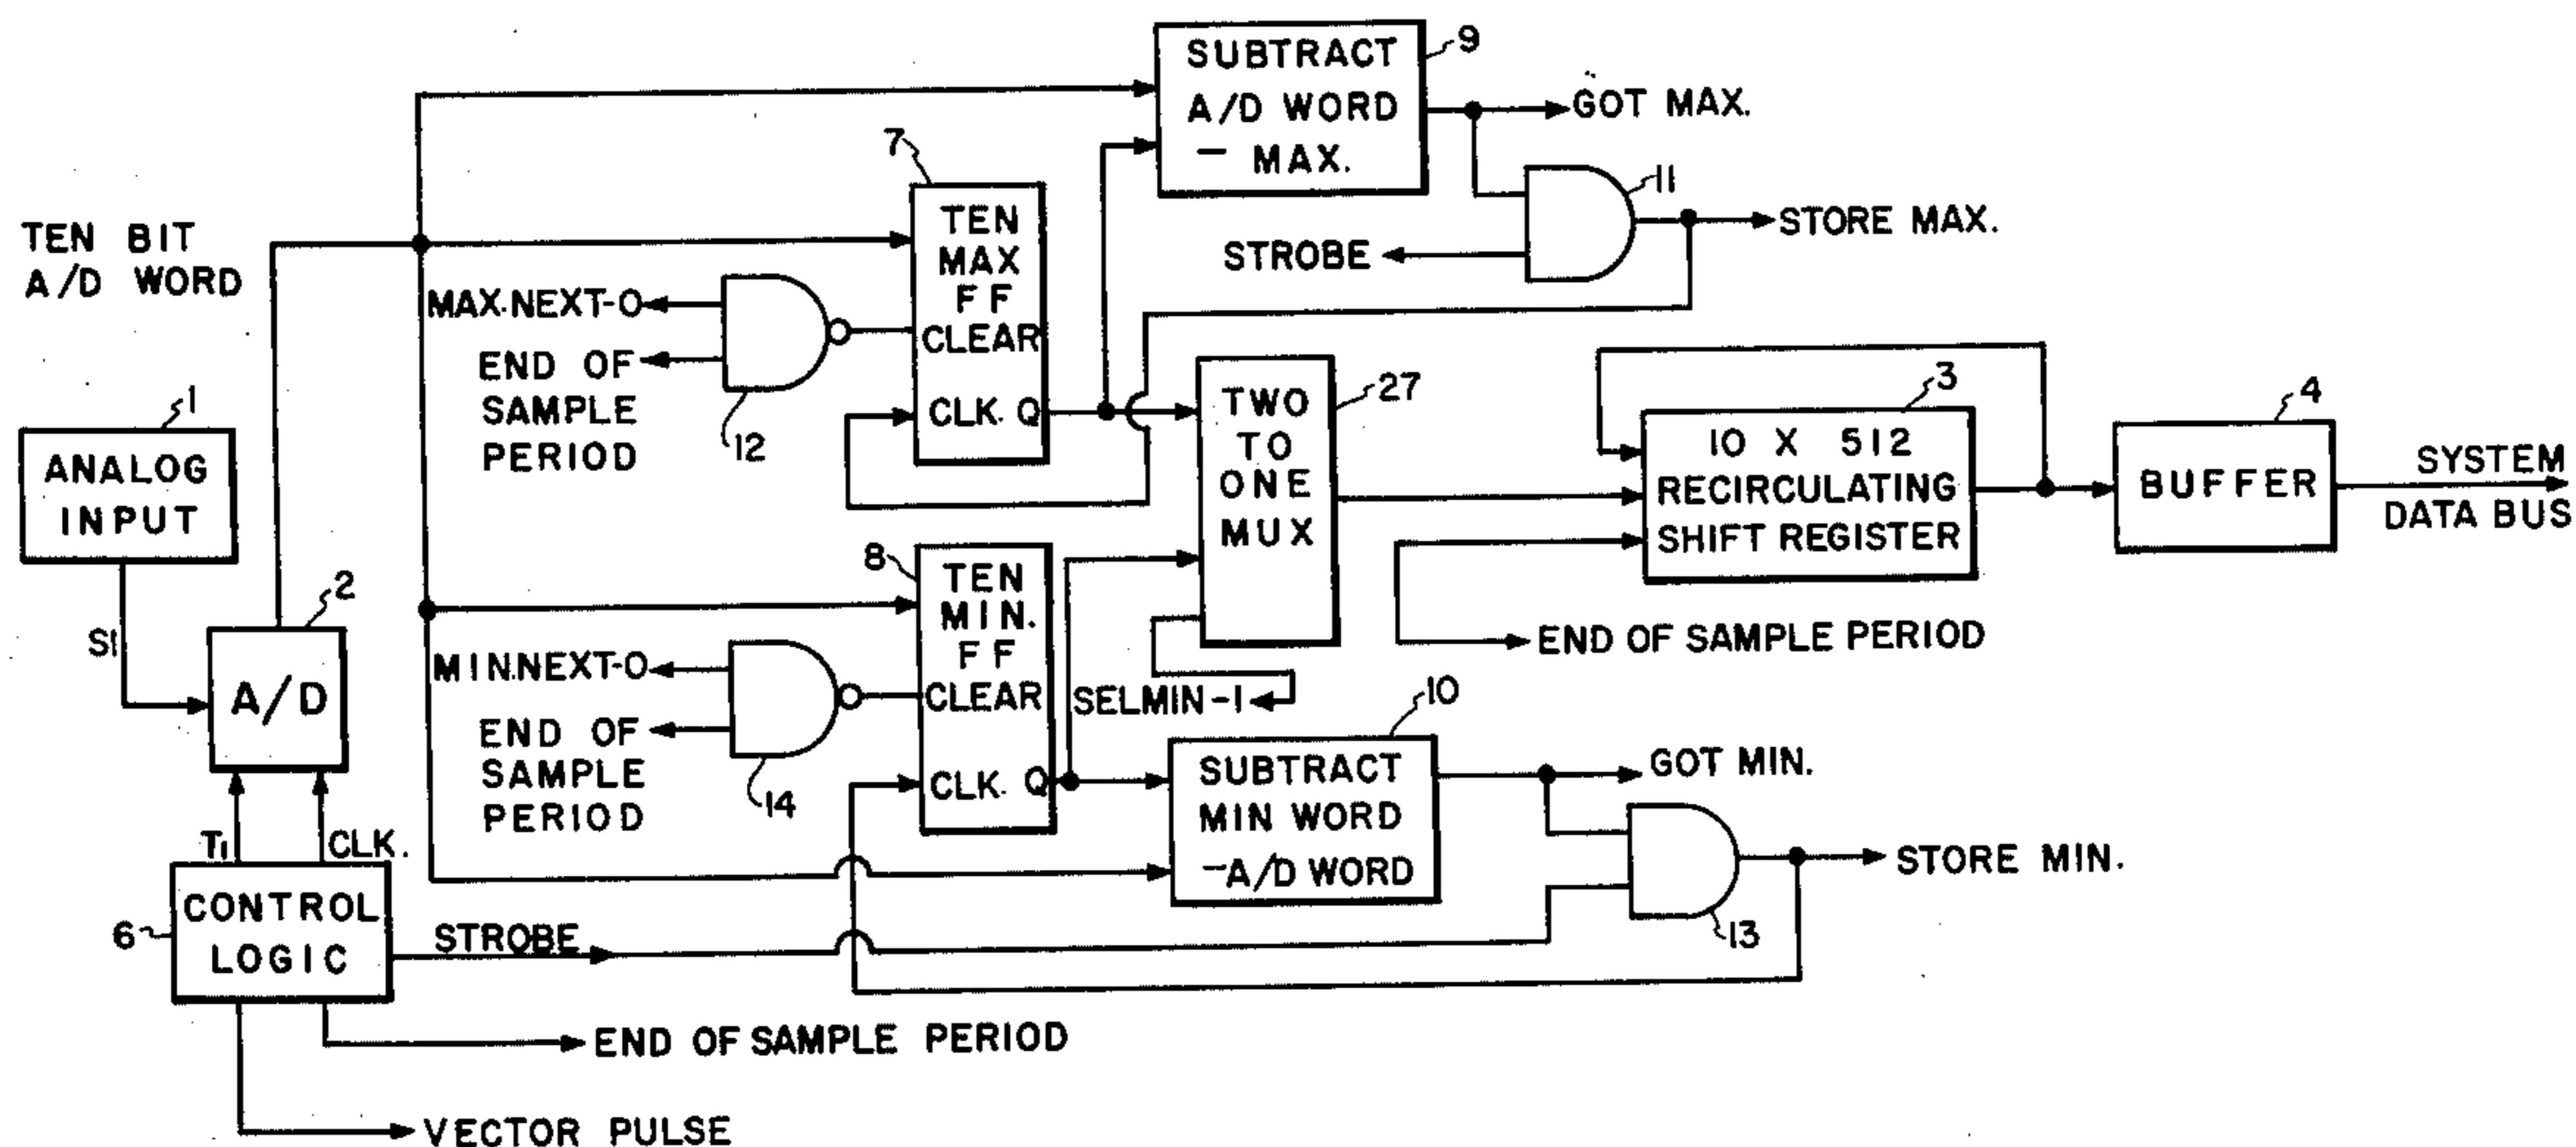 SUBTRACT
A/D WORD
- MAX.
9
GOT MAX.
7
TEN
MAX
FF
CLEAR
CLK. Q
11
STORE MAX.
STROBE
TEN BIT
A/D WORD
MAX.NEXT-0
END OF
SAMPLE
PERIOD
12
1
ANALOG
INPUT
TWO
TO
ONE
MUX
27
3
10 X 512
RECIRCULATING
SHIFT REGISTER
4
BUFFER
SYSTEM
DATA BUS
S1
2
A/D
8
TEN
MIN.
FF
CLEAR
CLK. Q
MIN.NEXT-0
END OF
SAMPLE
PERIOD
14
SELMIN-1
END OF SAMPLE PERIOD
10
SUBTRACT
MIN WORD
-A/D WORD
GOT MIN.
13
STORE MIN.
T1
CLK.
6
CONTROL
LOGIC
STROBE
END OF SAMPLE PERIOD
VECTOR PULSE